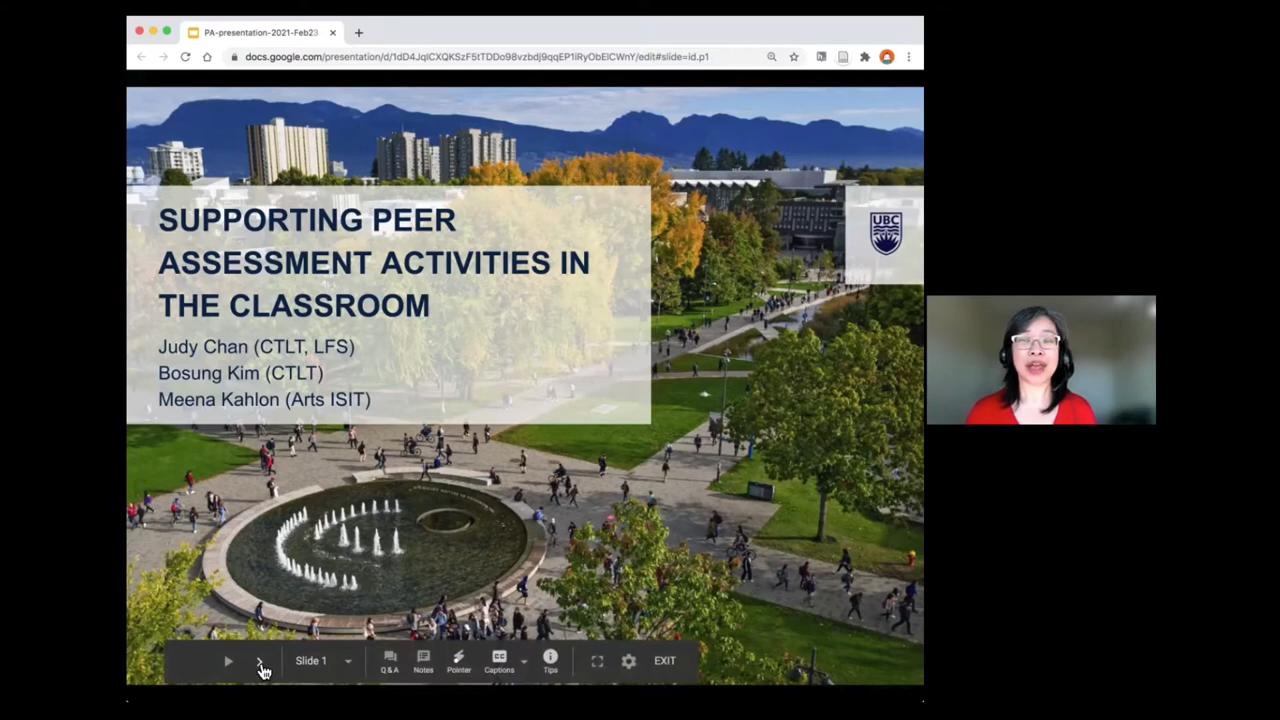 PA-presentation-2021-Feb23
docs.google.com/presentation/d/1dD4JqICXQKSzF5tTDDo98vzbdj9qqEP1iRyObElCWnY/edit#slide=id.p1
SUPPORTING PEER
ASSESSMENT ACTIVITIES IN
THE CLASSROOM
UBC
Judy Chan (CTLT, LFS)
Bosung Kim (CTLT)
Meena Kahlon (Arts ISIT)
Slide 1
Q & A
Notes
Pointer
CC
Captions
Tips
EXIT